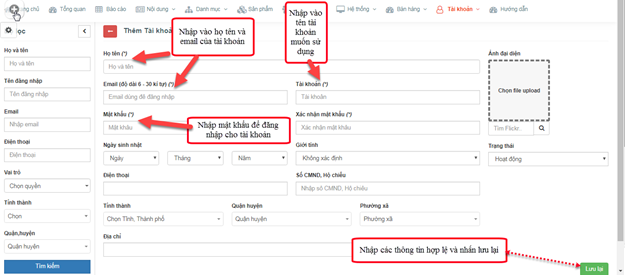 ng chủ Tổng quan Báo cáo Nội dung Danh mục Sản phẩm Hệ thống Bán hàng Tài khoản Hướng dẫn
ọc
Họ và tên
Họ và tên
Tên đăng nhập
Tên đăng nhập
Email
Nhập email
Điện thoại
Điện thoại
Vai trò
Chọn quyền
Tỉnh thành
Chọn
Quận,huyện
Quận huyện
Tìm kiếm
Thêm Tài khoả
Nhập vào họ tên và
email của tài khoản
Nhập vào
tên tài
khoản
muốn sử
dụng
Họ tên (*)
Họ và tên
Email (độ dài 6 - 30 kí tự) (*)
Email dùng để đăng nhập
Tài khoản (*)
Tài khoản
Mật khẩu (*)
Mật khẩu
Nhập mật khẩu để đăng
nhập cho tài khoản
Xác nhận mật khẩu (*)
Xác nhận mật khẩu
Ngày sinh nhật
Ngày Tháng Năm
Giới tính
Không xác định
Điện thoại
Số CMND, Hộ chiếu
Nhập số CMND, Hộ chiếu
Tỉnh thành
Chọn Tỉnh, Thành phố
Quận huyện
Quận huyện
Phường xã
Phường xã
Địa chỉ
Ảnh đại diện
Chọn file upload
Tìm Flickr..
Trạng thái
Hoạt động
Nhập các thông tin hợp lệ và nhấn lưu lại
Lưu lại